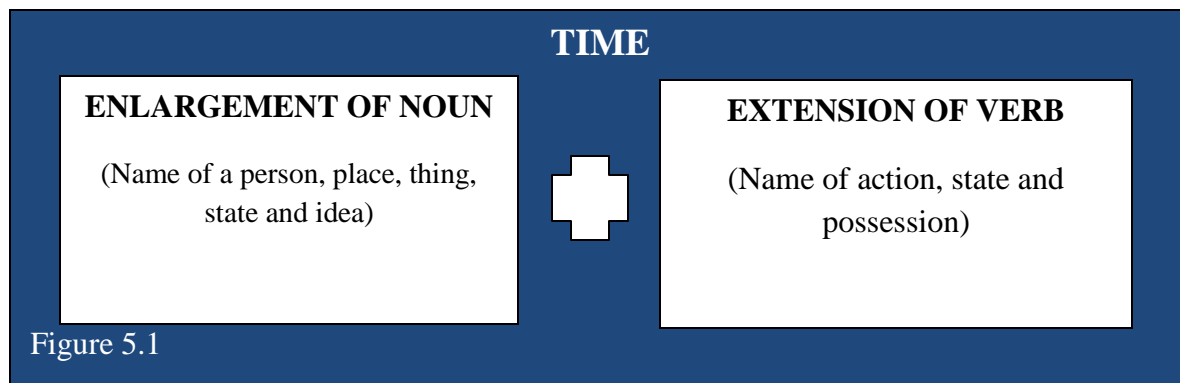 TIME
ENLARGEMENT OF NOUN
(Name of a person, place, thing,
state and idea)
EXTENSION OF VERB
(Name of action, state and
possession)
Figure 5.1